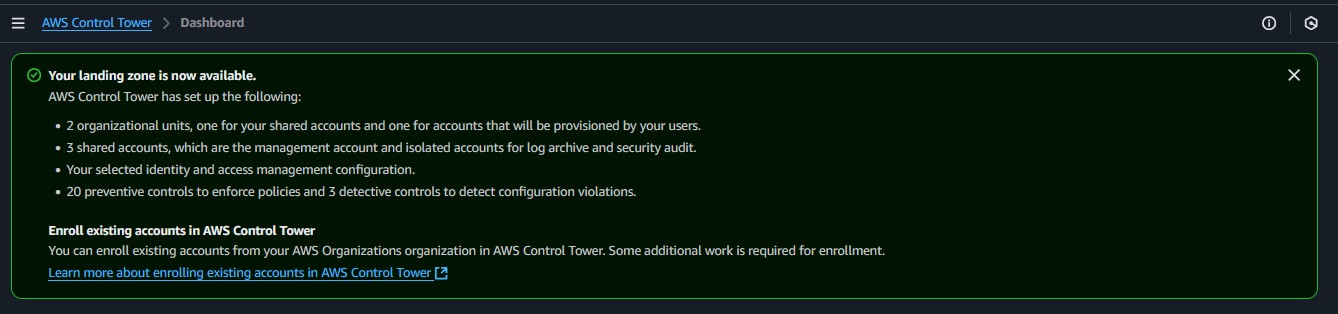 AWS Control Tower > Dashboard
Your landing zone is now available.
AWS Control Tower has set up the following:
• 2 organizational units, one for your shared accounts and one for accounts that will be provisioned by your users.
• 3 shared accounts, which are the management account and isolated accounts for log archive and security audit.
• Your selected identity and access management configuration.
• 20 preventive controls to enforce policies and 3 detective controls to detect configuration violations.
Enroll existing accounts in AWS Control Tower
You can enroll existing accounts from your AWS Organizations organization in AWS Control Tower. Some additional work is required for enrollment.
Learn more about enrolling existing accounts in AWS Control Tower